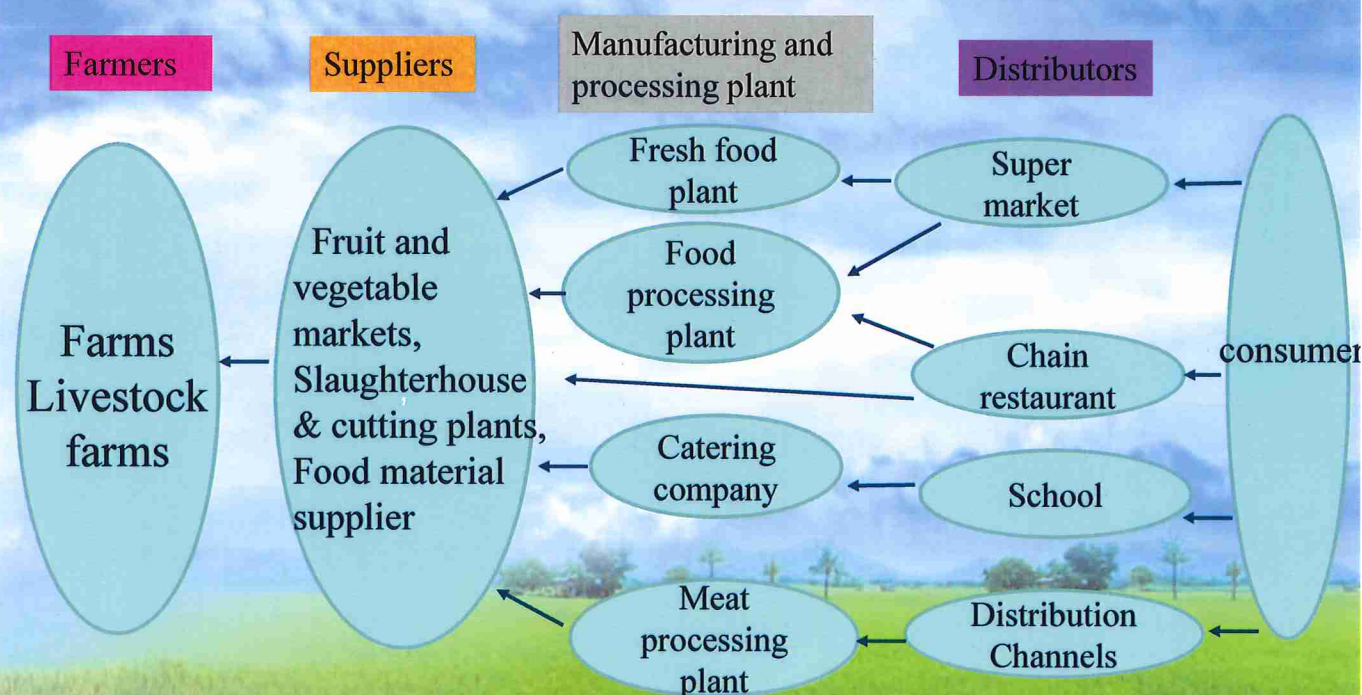 Farmers
Suppliers
Manufacturing and
processing plant
Distributors
Farms
Livestock
farms
Fruit and
vegetable
markets,
Slaughterhouse
& cutting plants,
Food material
supplier
Fresh food
plant
Food
processing
plant
Catering
company
Meat
processing
plant
Super
market
Chain
restaurant
School
Distribution
Channels
consumer